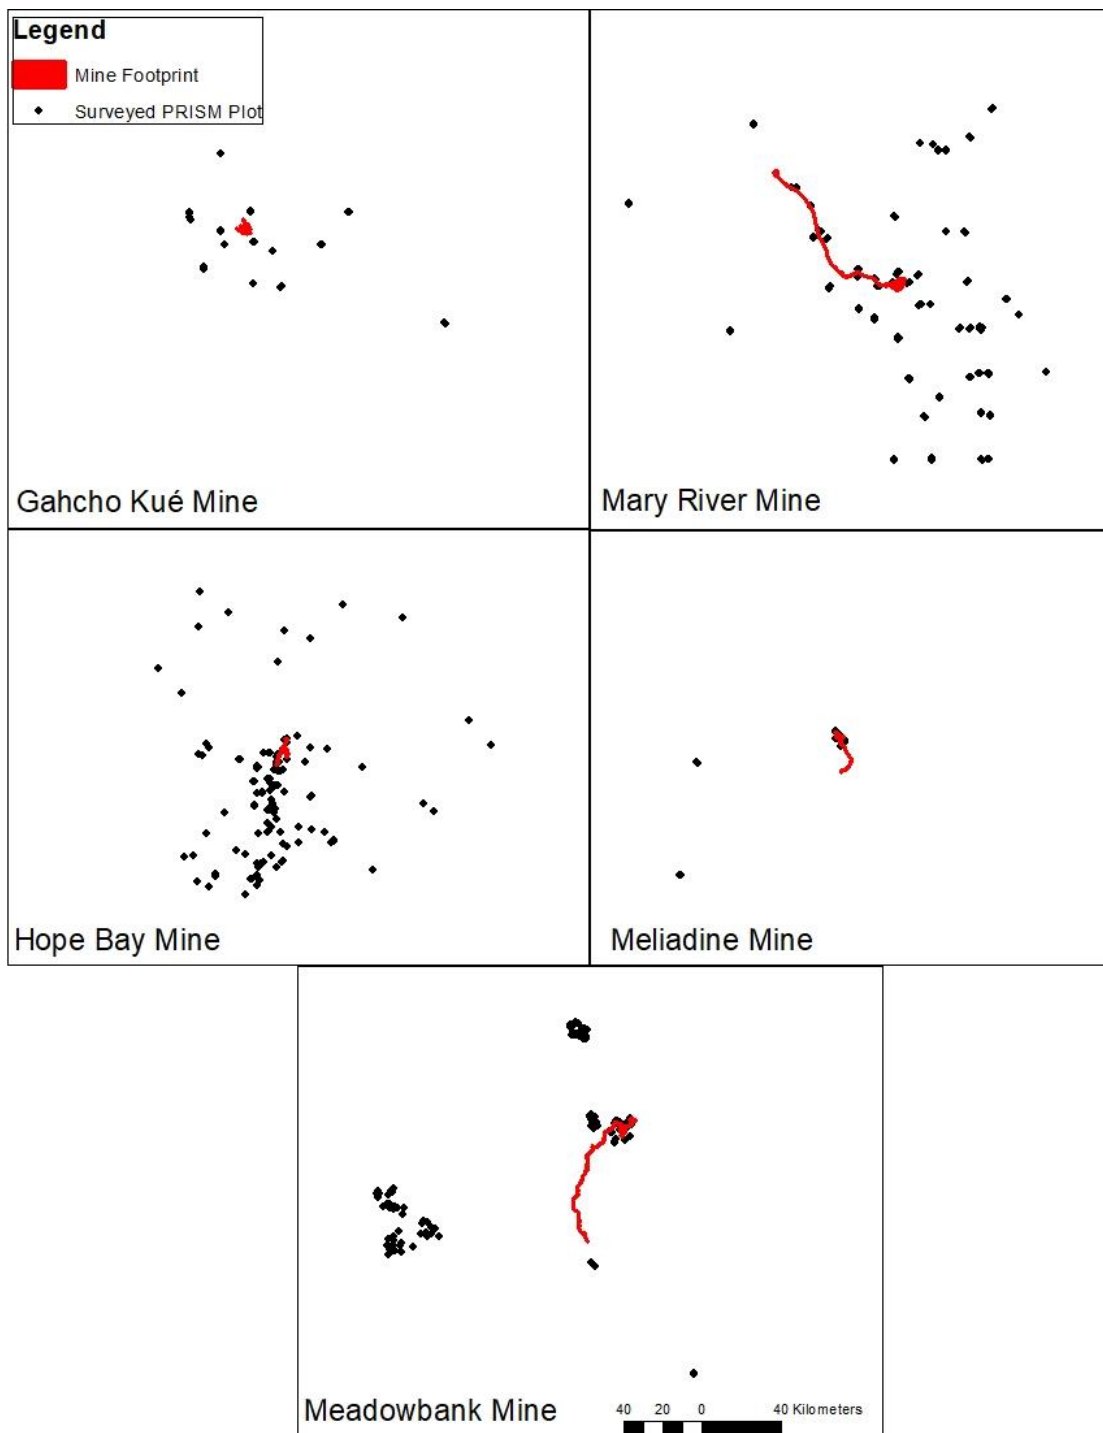 Legend
Mine Footprint
Surveyed PRISM Plot
Gahcho Kué Mine
Mary River Mine
Hope Bay Mine
Meliadine Mine
Meadowbank Mine
40 20 0 40 Kilometers